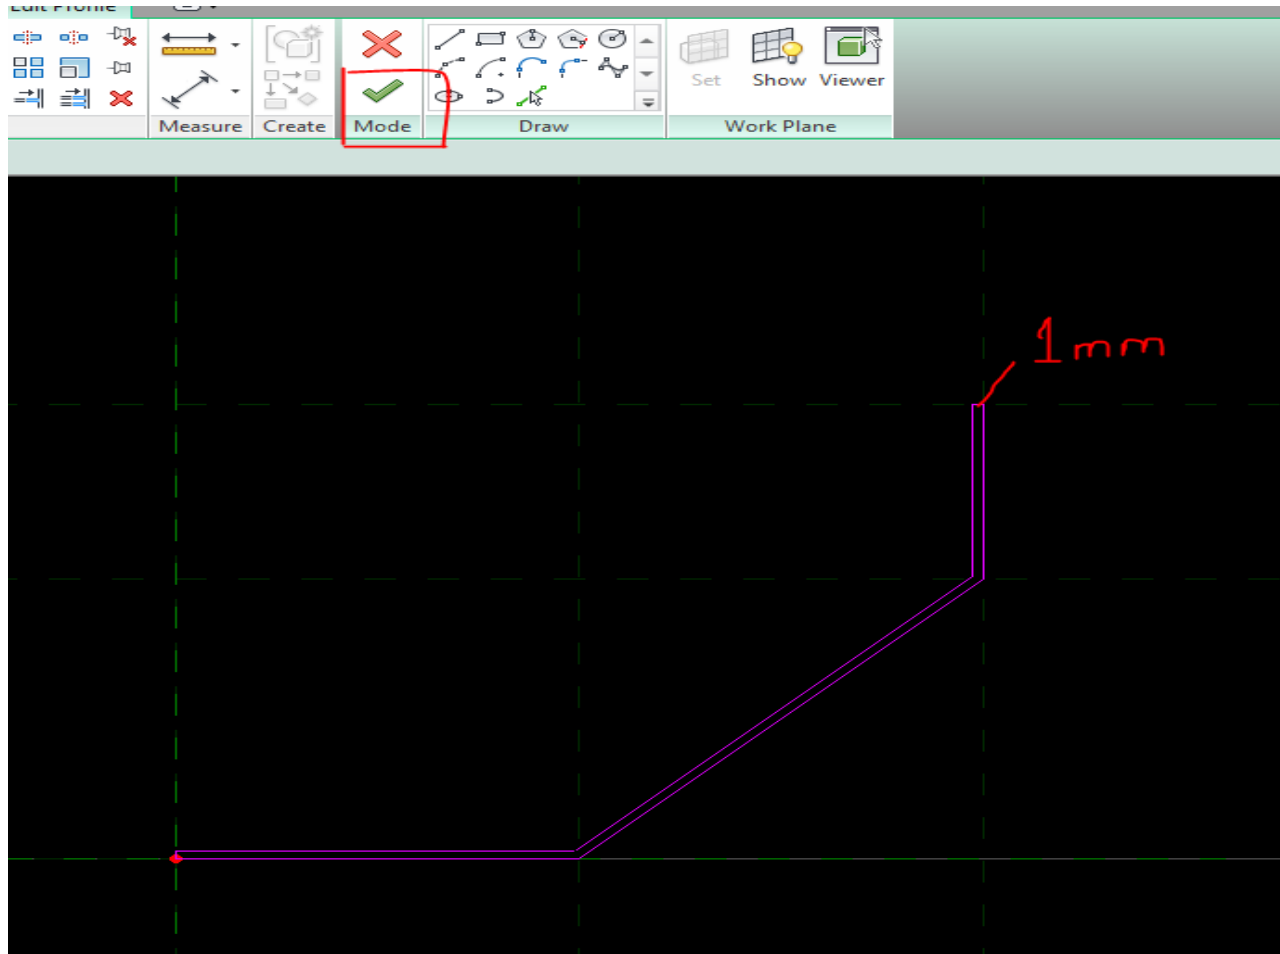 Edit Profile
Set
Show
Viewer
Measure
Create
Mode
Draw
Work Plane
1mm